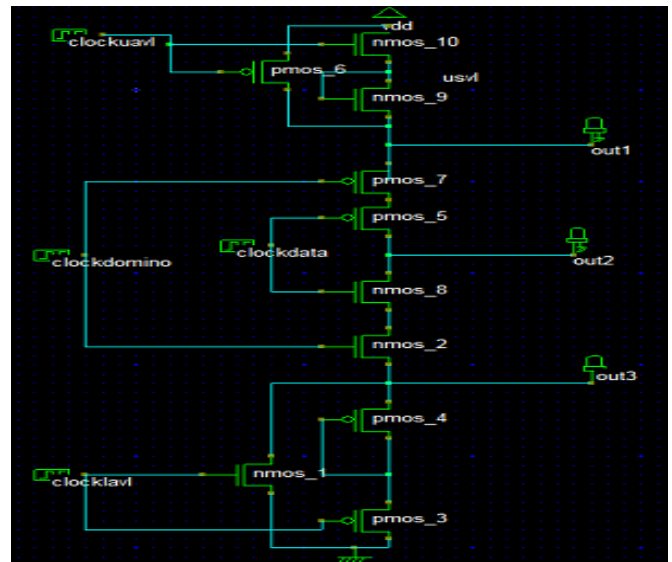 vdd
clockuavl
nmos_10
pmos_6
usvl
nmos_9
out1
pmos_7
pmos_5
clockdata
clockdomino
out2
nmos_8
nmos_2
out3
pmos_4
nmos_1
clocklavl
pmos_3